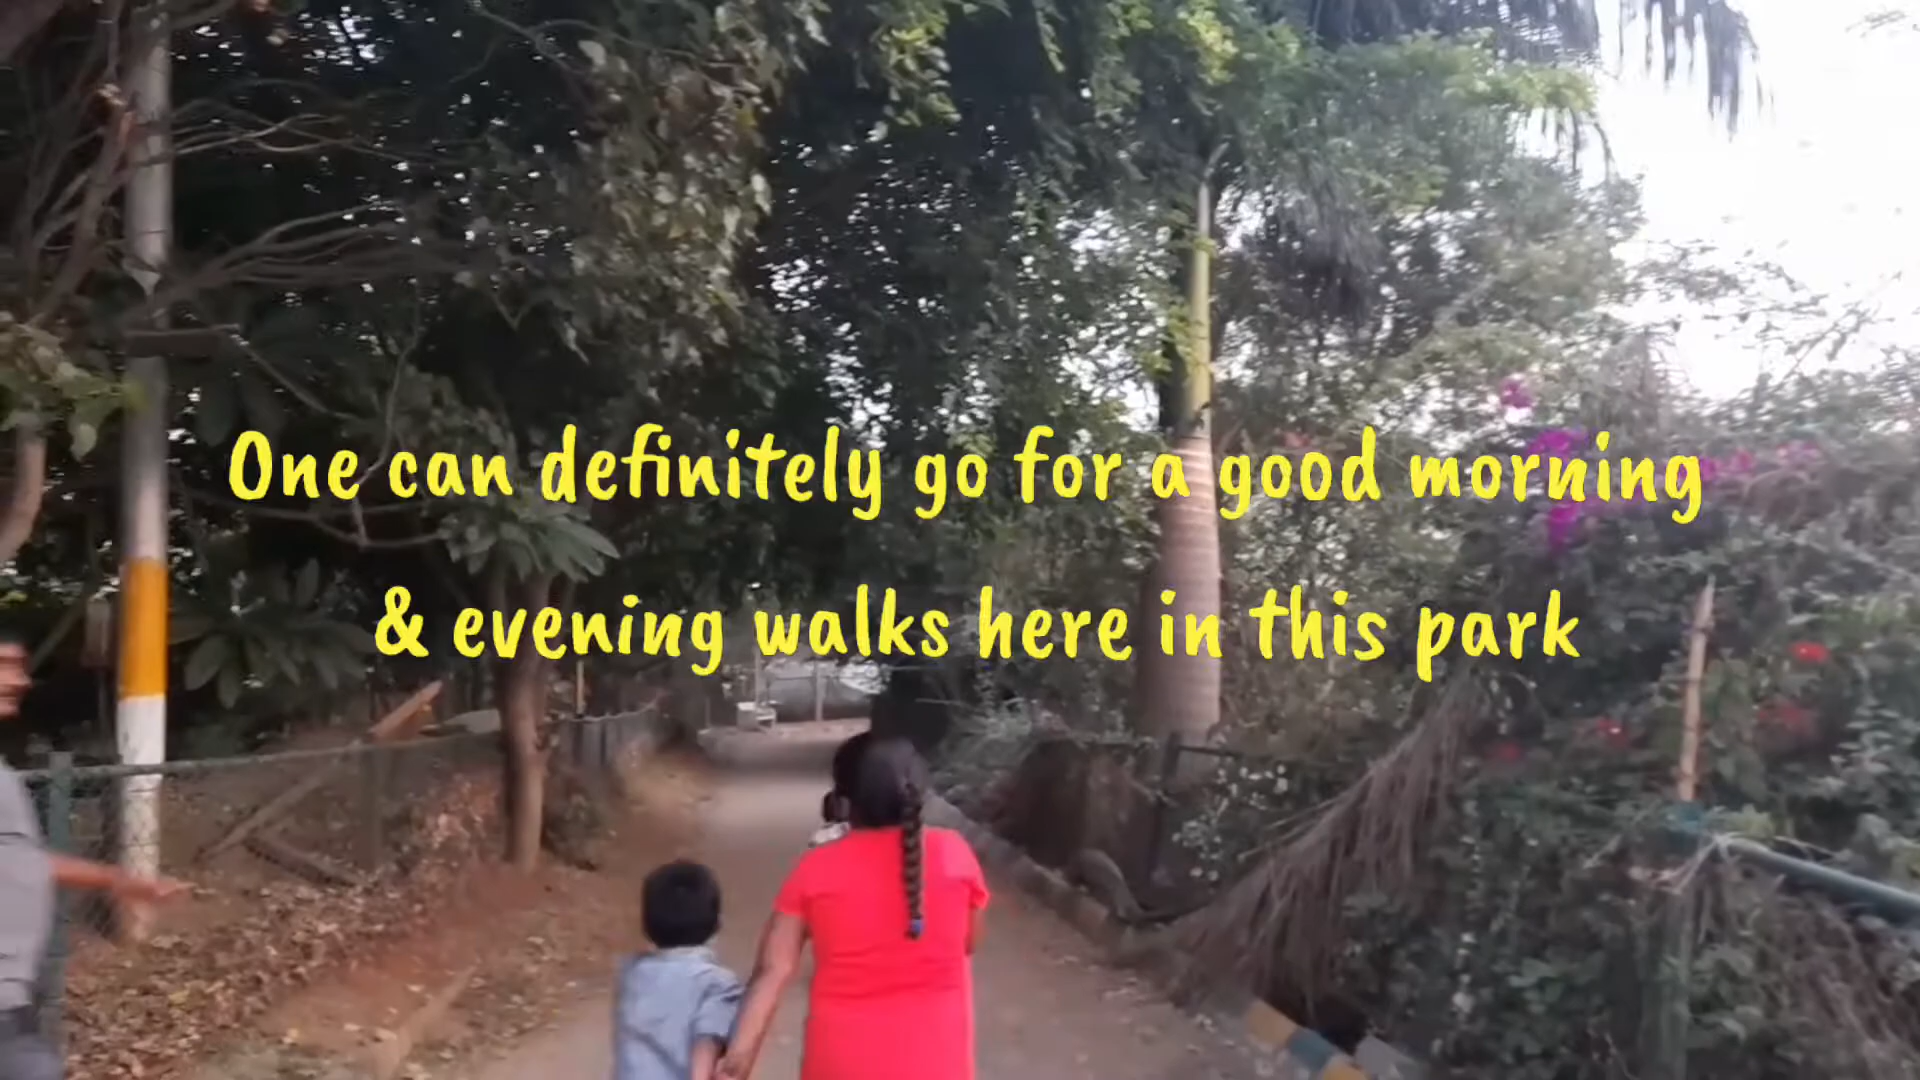 One can definitely go for a good morning
& evening walks here in this park